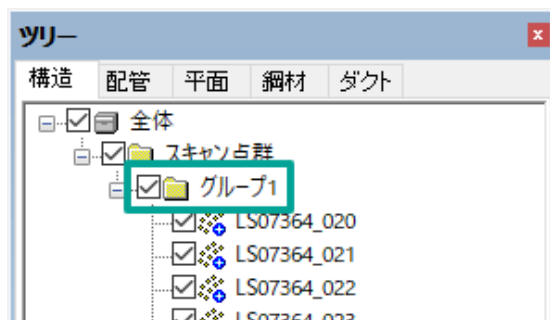 ツリー
構造 配管 平面 鋼材 ダクト
全体
スキャン点群
グループ1
LS07364_020
LS07364_021
LS07364_022
LS07364_023